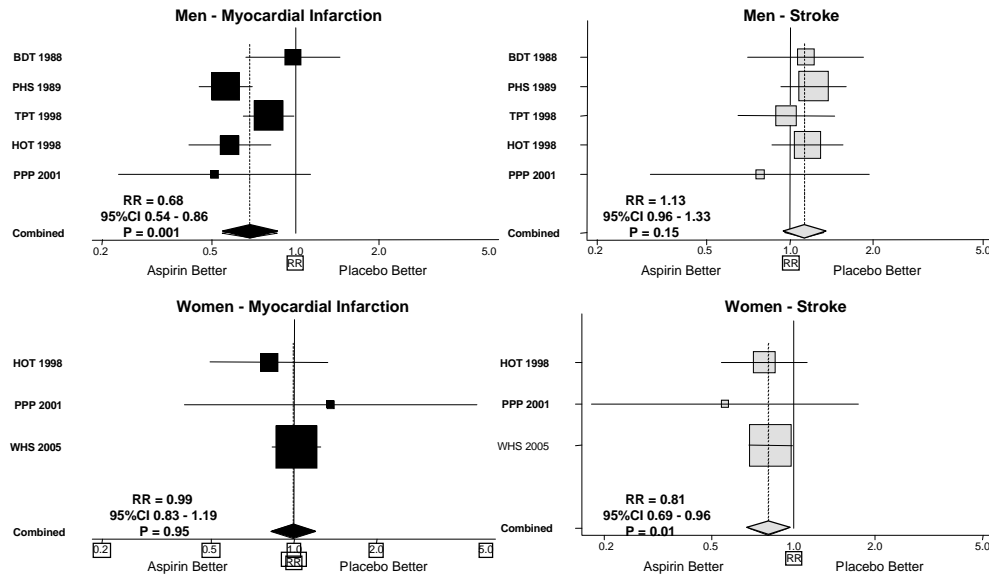 Men - Myocardial Infarction
BDT 1988
PHS 1989
TPT 1998
HOT 1998
PPP 2001
RR = 0.68
95%CI 0.54 - 0.86
P = 0.001
Combined
0.2 0.5 1.0 2.0 5.0
Aspirin Better RR Placebo Better
Men - Stroke
BDT 1988
PHS 1989
TPT 1998
HOT 1998
PPP 2001
RR = 1.13
95%CI 0.96 - 1.33
P = 0.15
Combined
0.2 0.5 1.0 2.0 5.0
Aspirin Better RR Placebo Better
Women - Myocardial Infarction
HOT 1998
PPP 2001
WHS 2005
RR = 0.99
95%CI 0.83 - 1.19
P = 0.95
Combined
0.2 0.5 1.0 2.0 5.0
Aspirin Better RR Placebo Better
Women - Stroke
HOT 1998
PPP 2001
WHS 2005
RR = 0.81
95%CI 0.69 - 0.96
P = 0.01
Combined
0.2 0.5 1.0 2.0 5.0
Aspirin Better RR Placebo Better